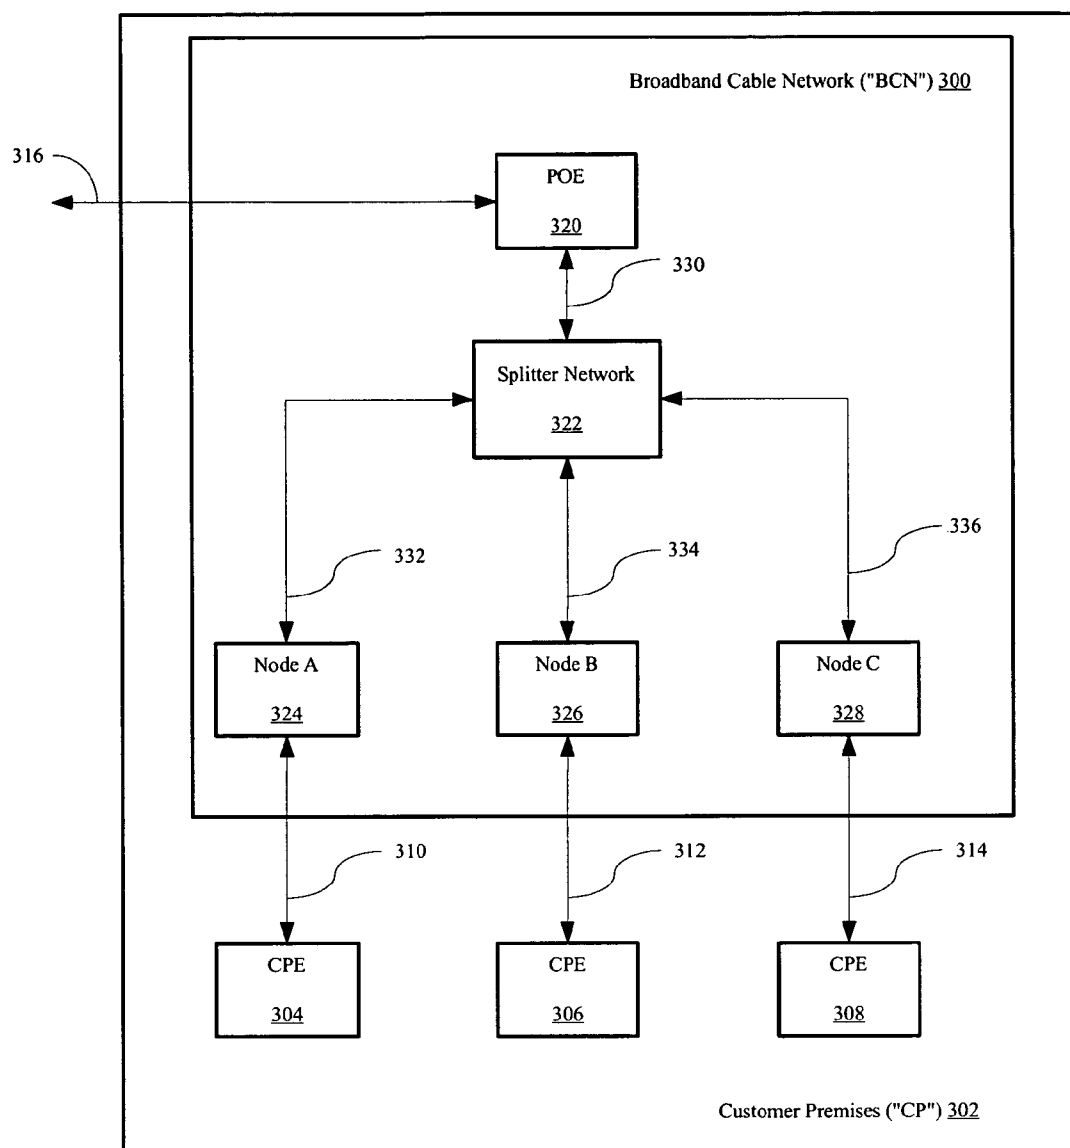 Broadband Cable Network ("BCN") 300
316
POE
320
330
Splitter Network
322
332
334
336
Node A
324
Node B
326
Node C
328
310
312
314
CPE
304
CPE
306
CPE
308
Customer Premises ("CP") 302